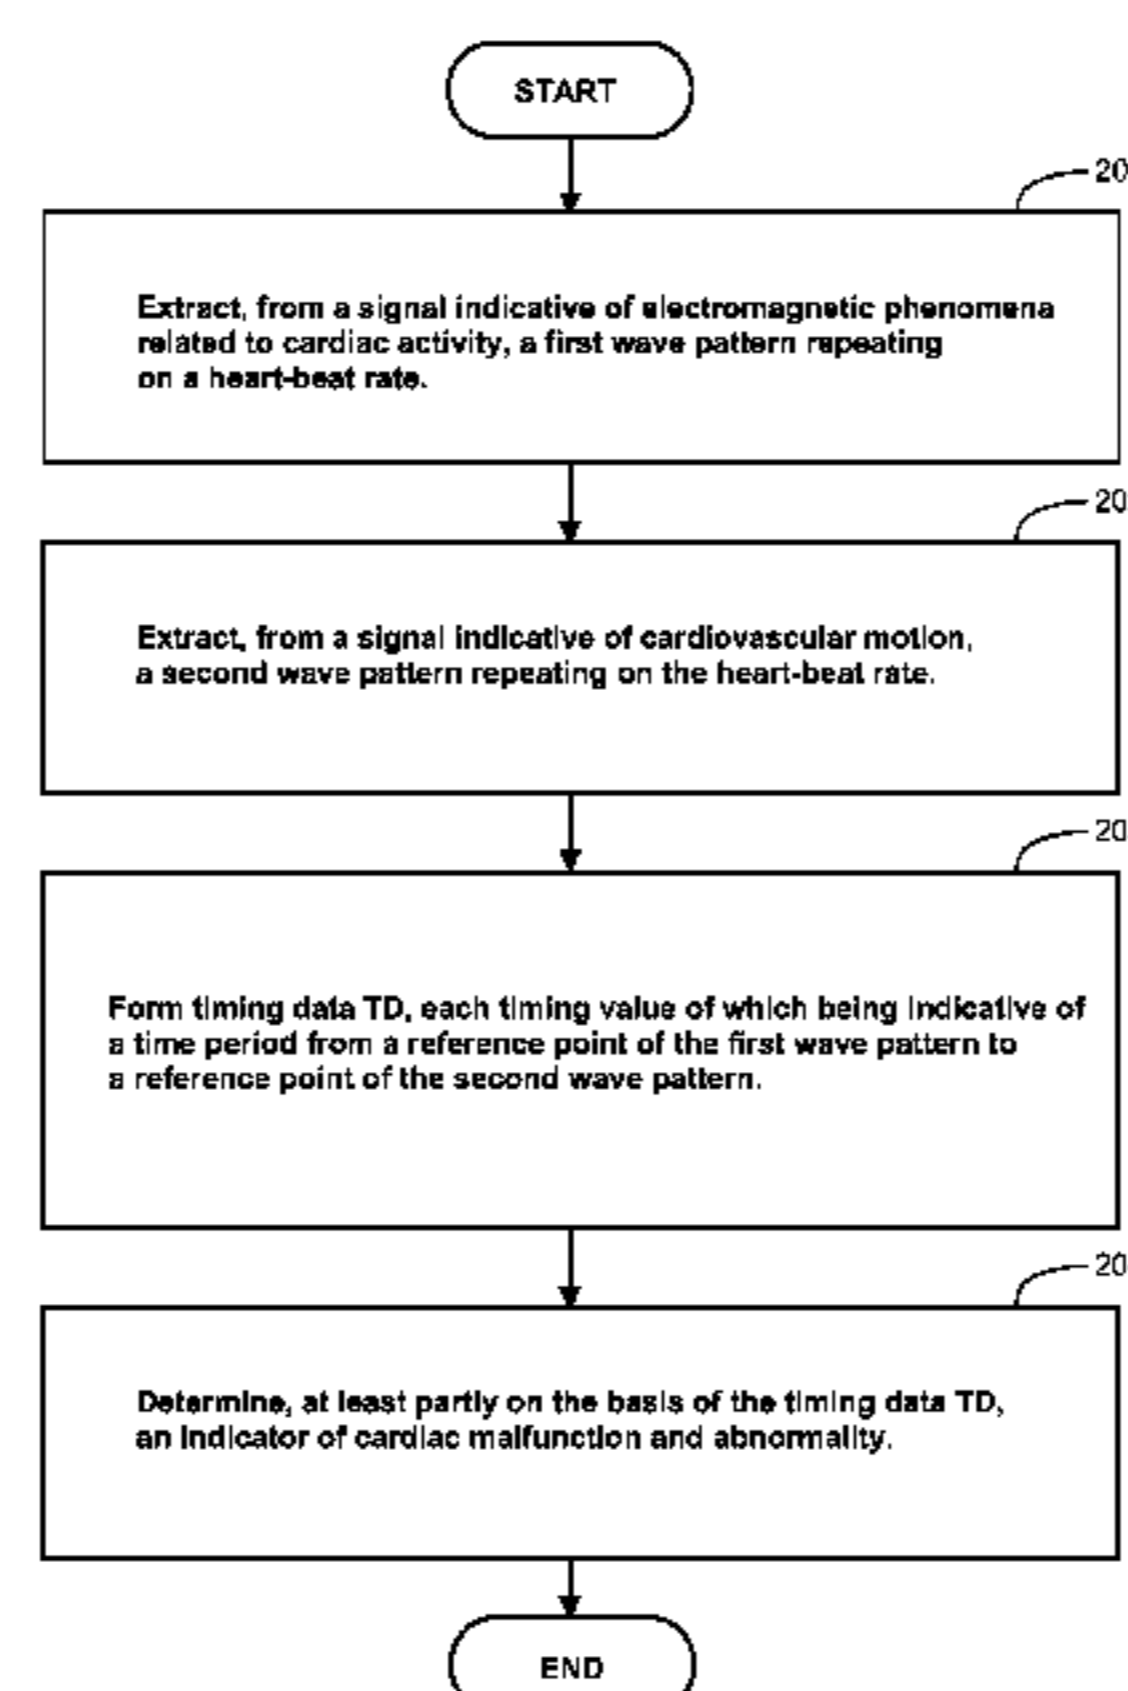 START
20
Extract, from a signal indicative of electromagnetic phenomena
related to cardiac activity, a first wave pattern repeating
on a heart-beat rate.
20
Extract, from a signal indicative of cardiovascular motion,
a second wave pattern repeating on the heart-beat rate.
20
Form timing data TD, each timing value of which being indicative of
a time period from a reference point of the first wave pattern to
a reference point of the second wave pattern.
20
Determine, at least partly on the basis of the timing data TD,
an indicator of cardiac malfunction and abnormality.
END